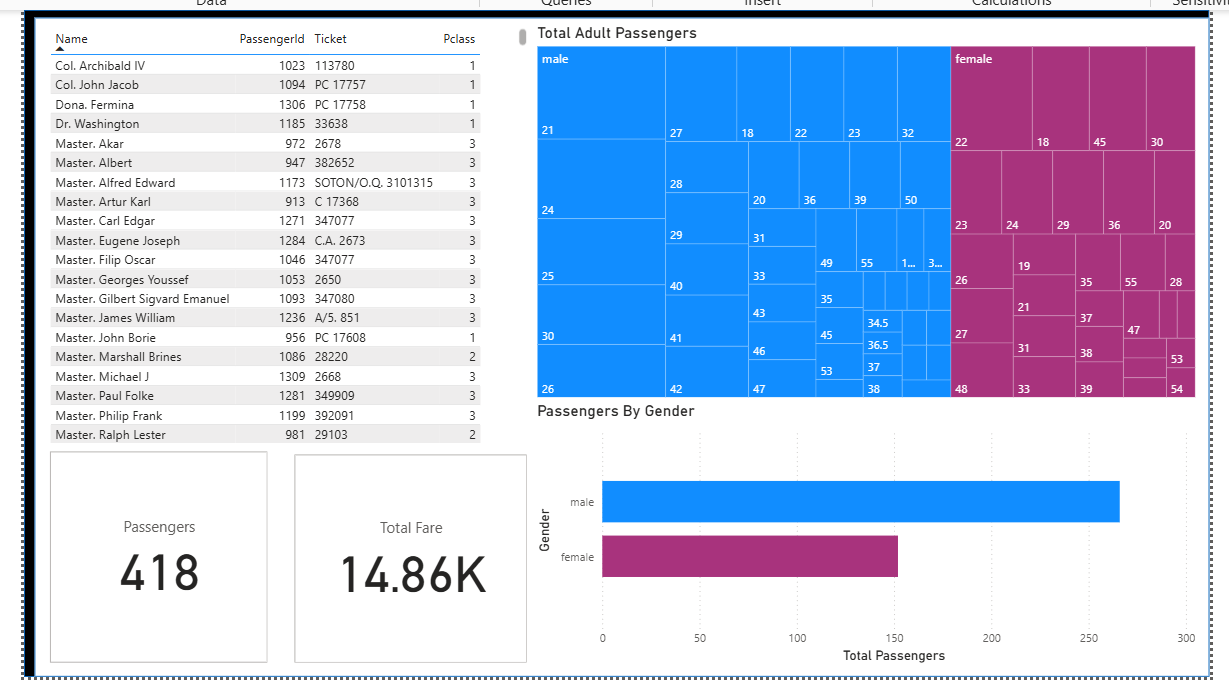 Data Queries Insert Calculations
Name PassengerId Ticket Pclass
Col. Archibald IV 1023 113780 1
Col. John Jacob 1094 PC 17757 1
Dona. Fermina 1306 PC 17758 1
Dr. Washington 1185 33638 1
Master. Akar 972 2678 3
Master. Albert 947 382652 3
Master. Alfred Edward 1173 SOTON/O.Q. 3101315 3
Master. Artur Karl 913 C 17368 3
Master. Carl Edgar 1271 347077 3
Master. Eugene Joseph 1284 C.A. 2673 3
Master. Filip Oscar 1046 347077 3
Master. Georges Youssef 1053 2650 3
Master. Gilbert Sigvard Emanuel 1093 347080 3
Master. James William 1236 A/5. 851 3
Master. John Borie 956 PC 17608 1
Master. Marshall Brines 1086 28220 2
Master. Michael J 1309 2668 3
Master. Paul Folke 1281 349909 3
Master. Philip Frank 1199 392091 3
Master. Ralph Lester 981 29103 2
Passengers
418
Total Fare
14.86K
Total Adult Passengers
male
21
24
25
30
26
27
18
22
23
32
28
29
40
41
42
20
36
39
50
31
33
43
46
47
49
55
1...
3...
35
45
53
34.5
36.5
37
38
female
22
18
45
30
23
24
29
36
20
26
27
48
19
21
31
33
35
55
28
37
38
39
47
53
54
Passengers By Gender
Gender
male
female
0 50 100 150 200 250 300
Total Passengers